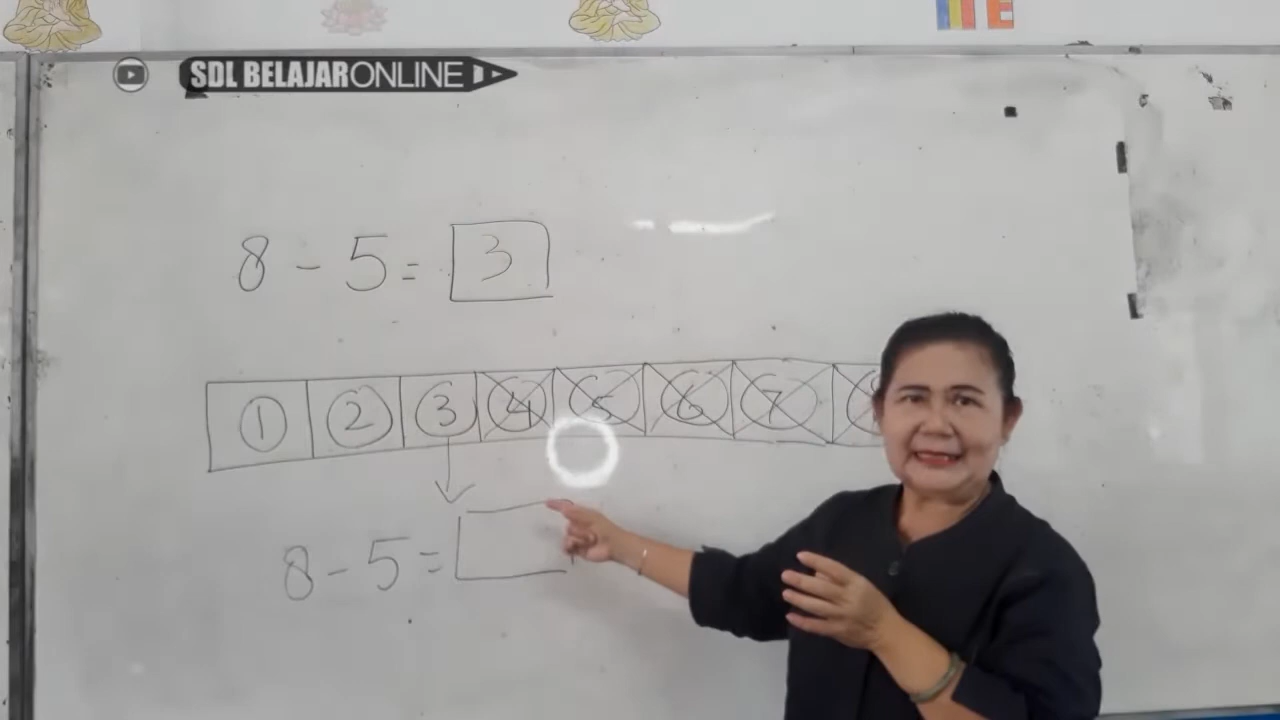 SDL BELAJARONLINE
8 - 5 = 3
1 2 3 4 5 6 7
8 - 5 =